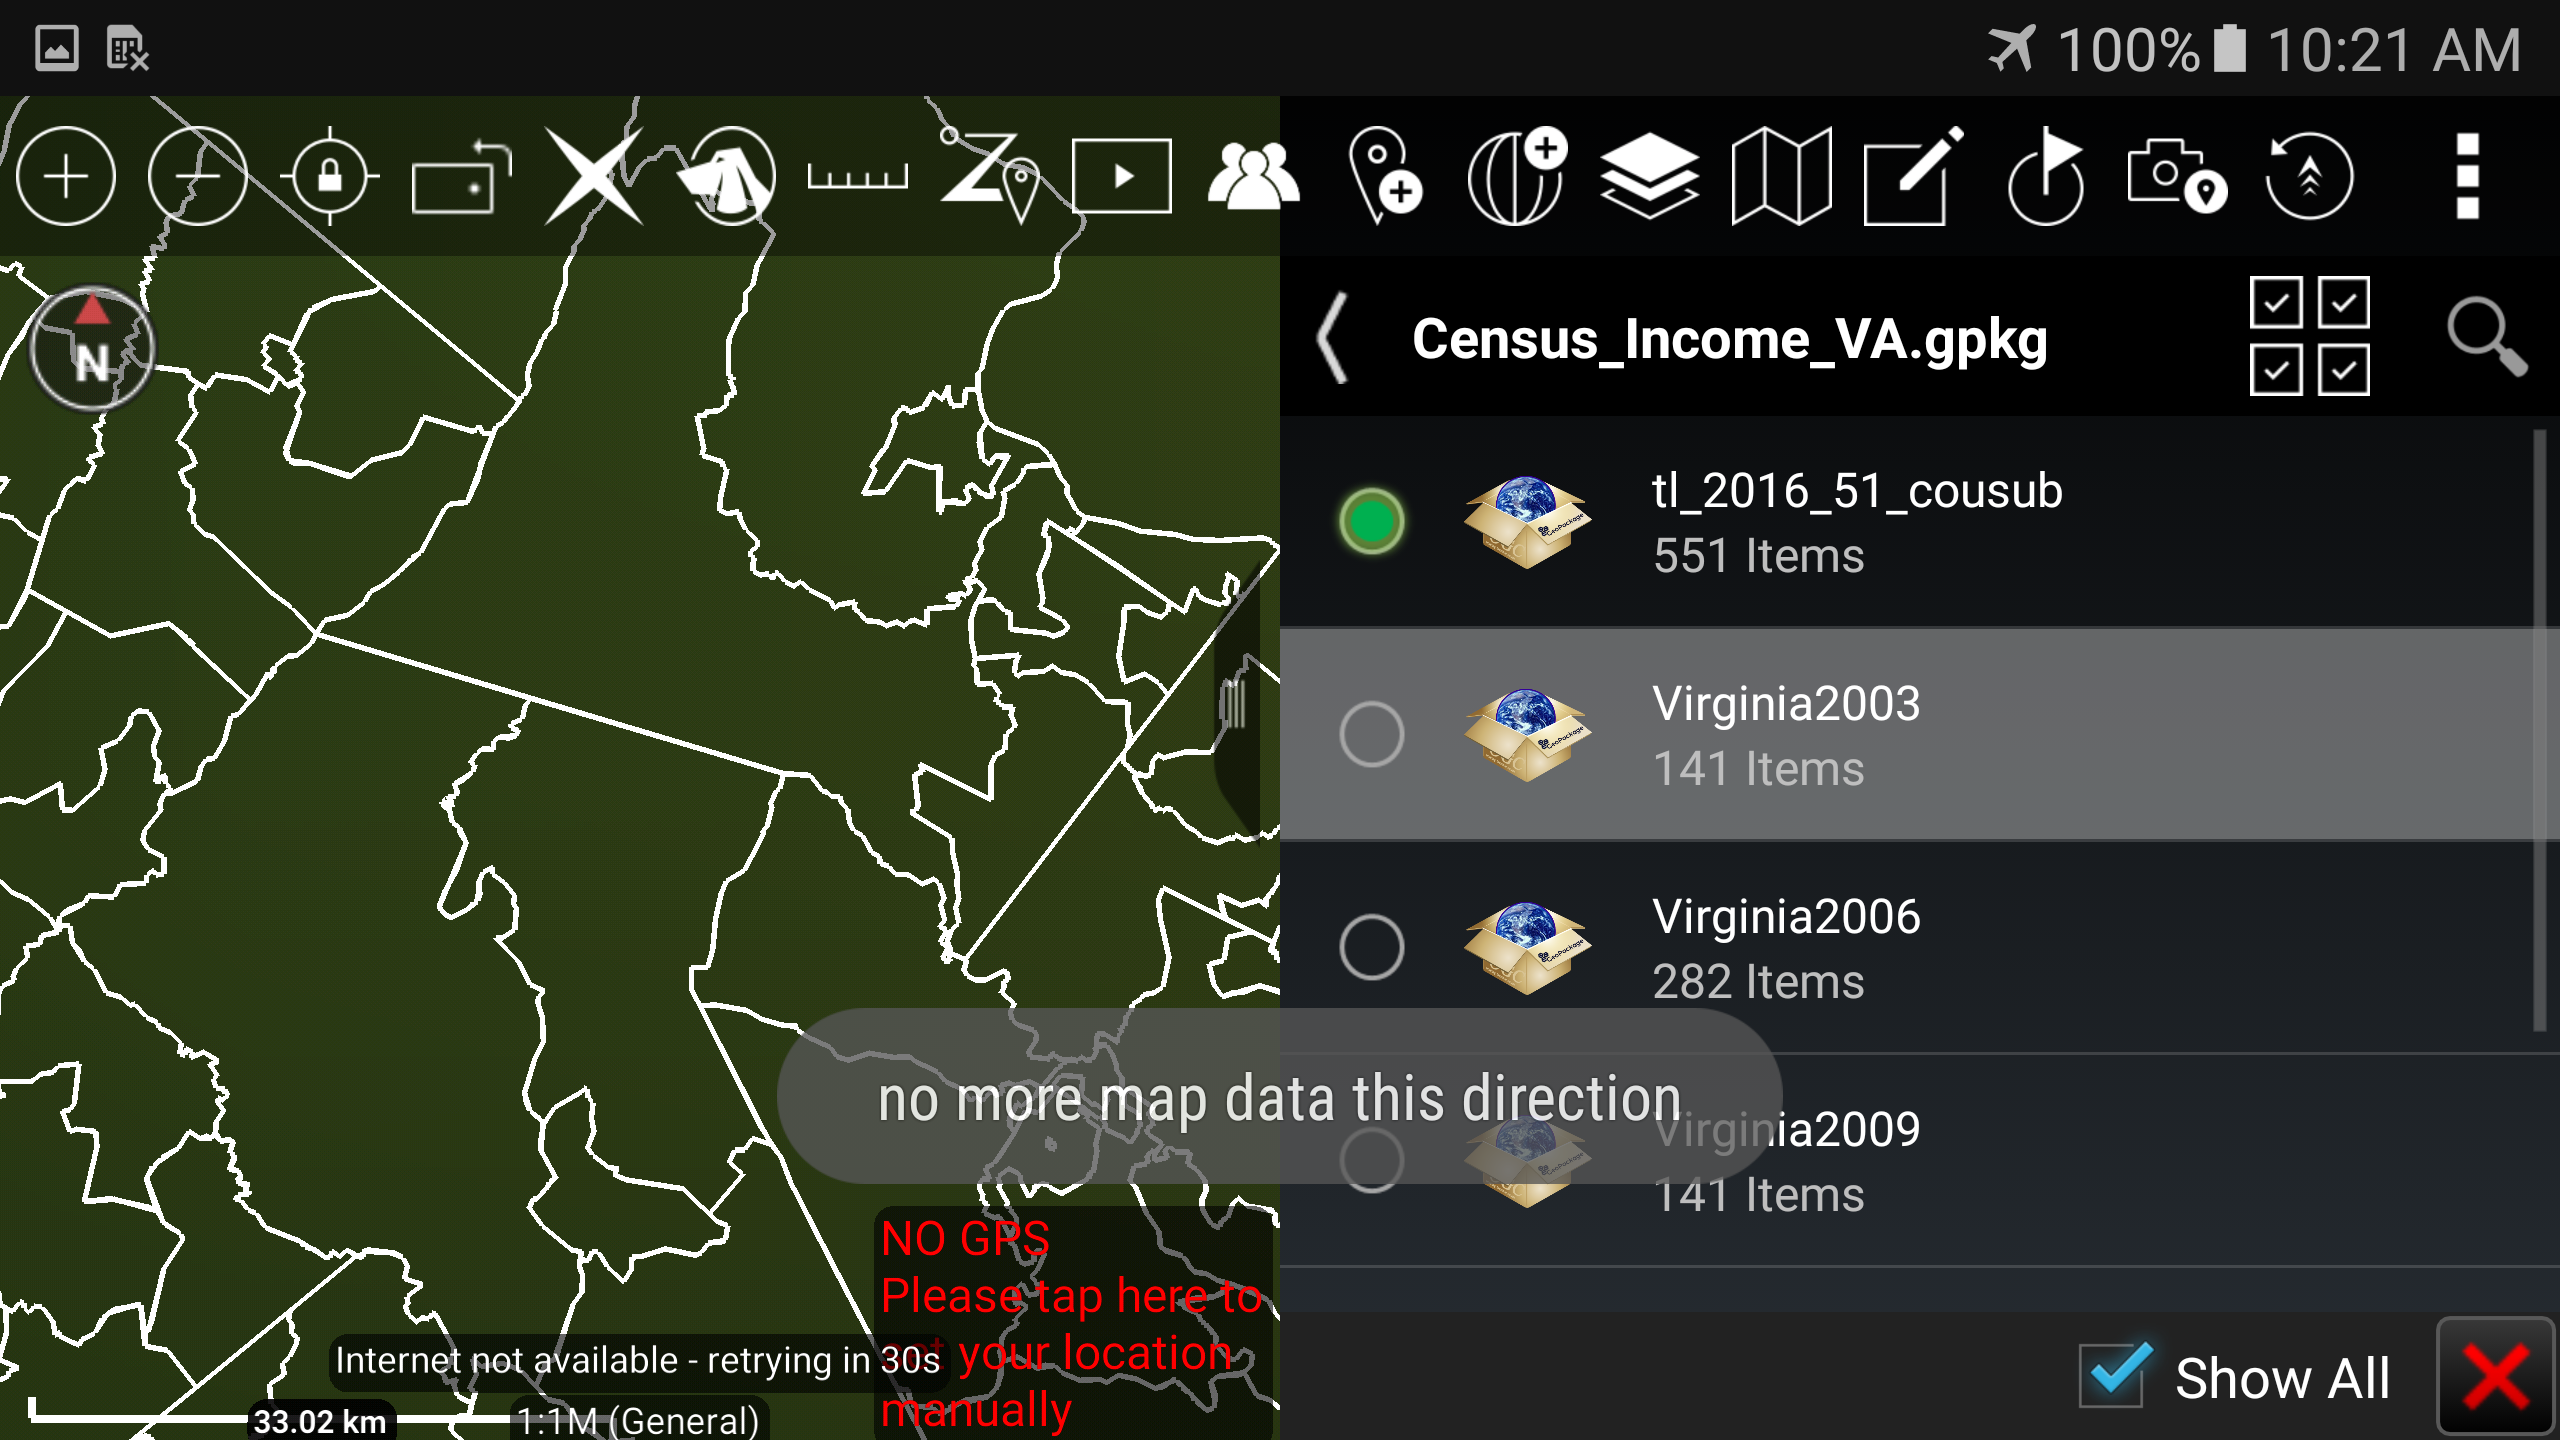 100% 10:21 AM
N
Census_Income_VA.gpkg
tl_2016_51_cousub
551 Items
Virginia2003
141 Items
Virginia2006
282 Items
no more map data this direction
Virginia2009
141 Items
NO GPS
Please tap here to
set your location
manually
Internet not available - retrying in 30s
33.02 km
1:1M (General)
Show All